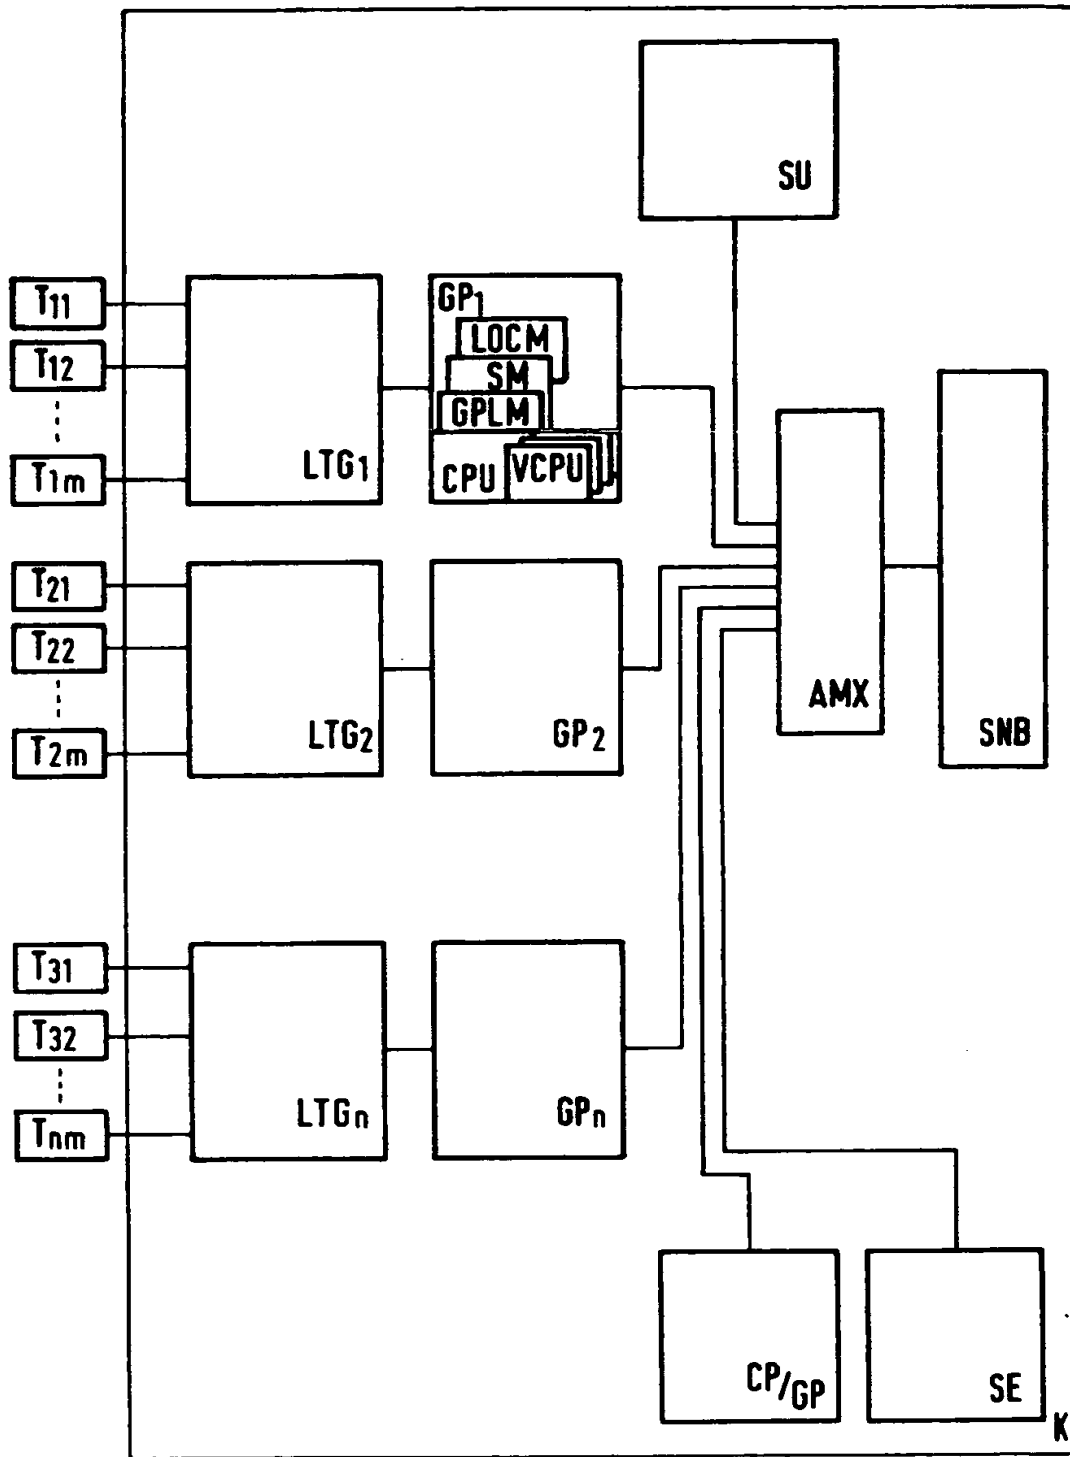 SU
T11
T12
T1m
LTG1
GP1
LOCM
SM
GPLM
CPU
VCPU
T21
T22
T2m
LTG2
GP2
AMX
SNB
T31
T32
Tnm
LTGn
GPn
CP/GP
SE
K